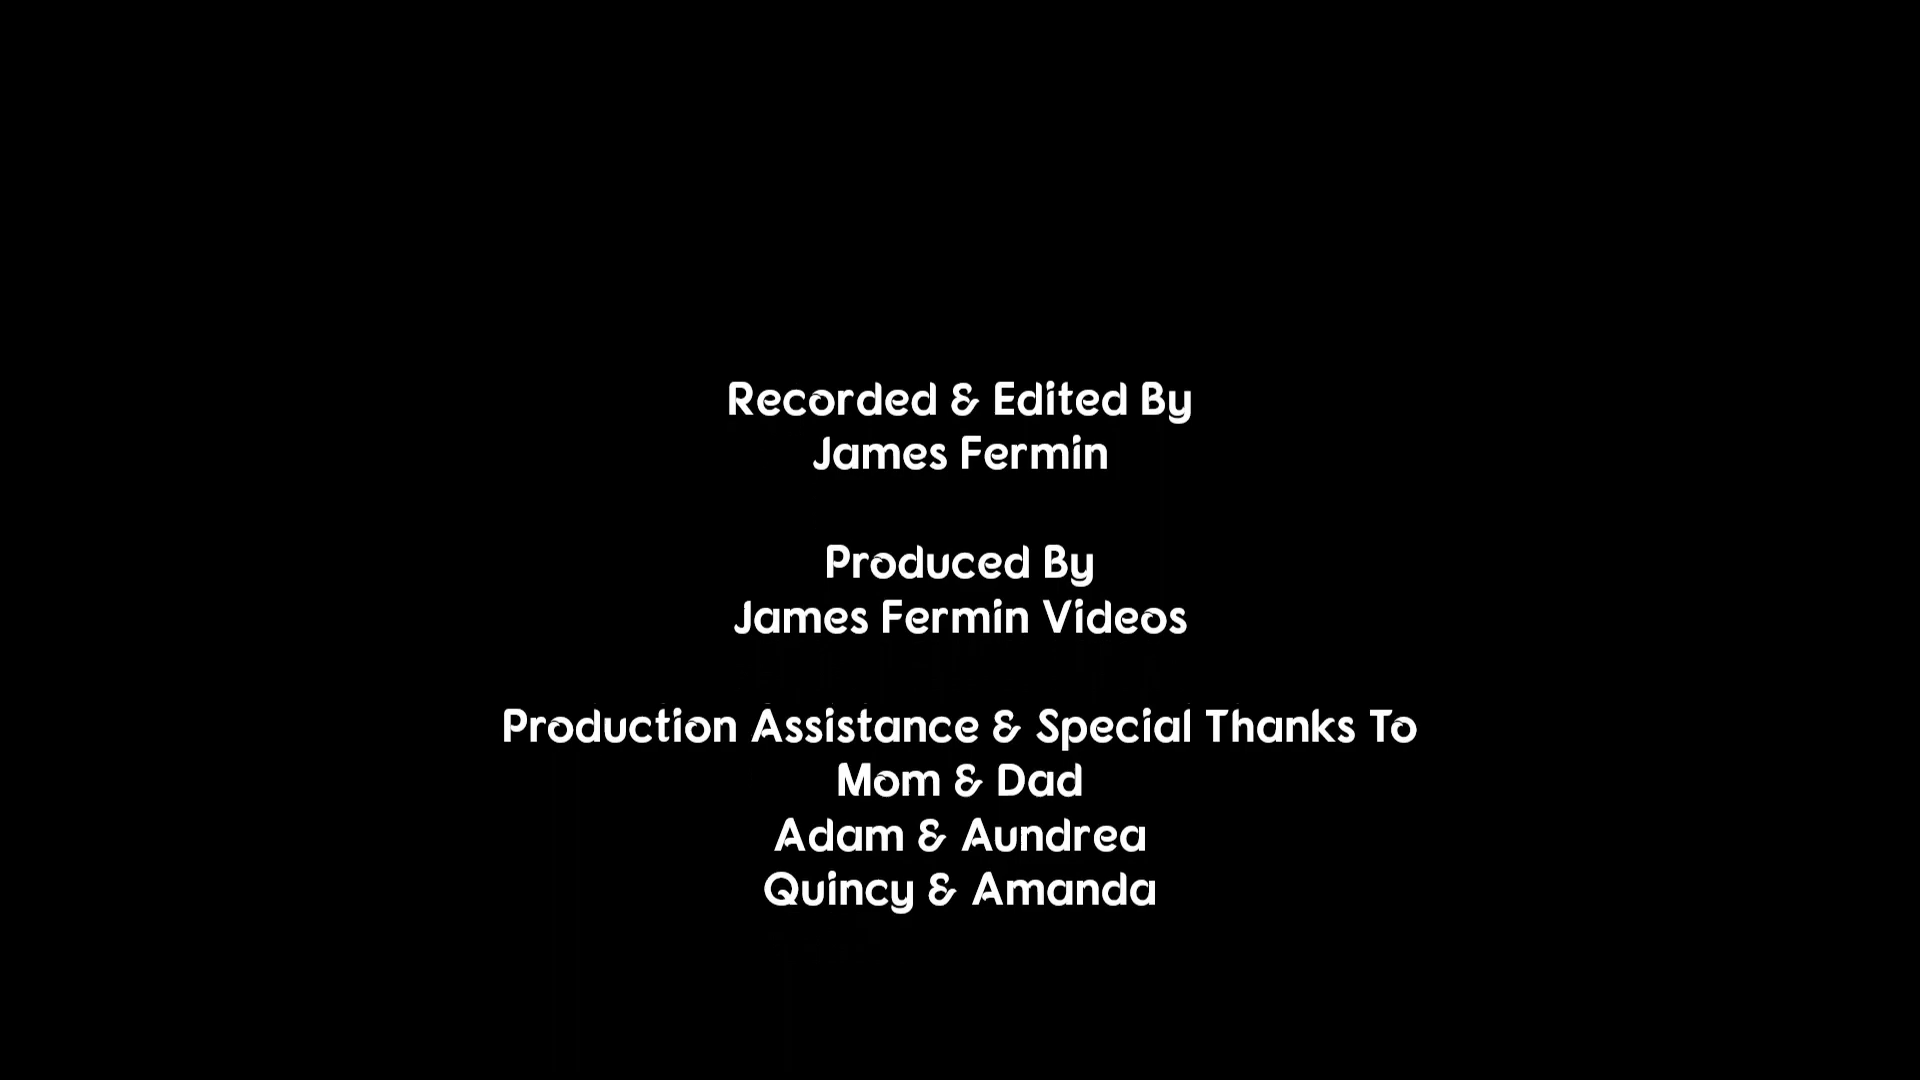 Recorded & Edited By
James Fermin
Produced By
James Fermin Videos
Production Assistance & Special Thanks To
Mom & Dad
Adam & Aundrea
Quincy & Amanda